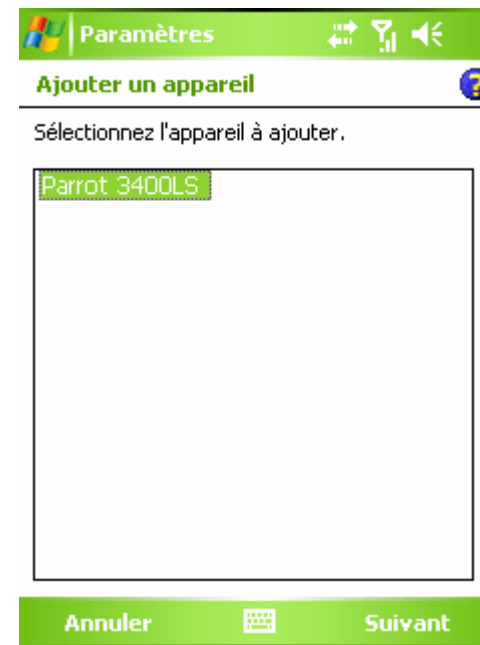 Paramètres
Ajouter un appareil
?
Sélectionnez l'appareil à ajouter.
Parrot 3400LS
Annuler
Suivant